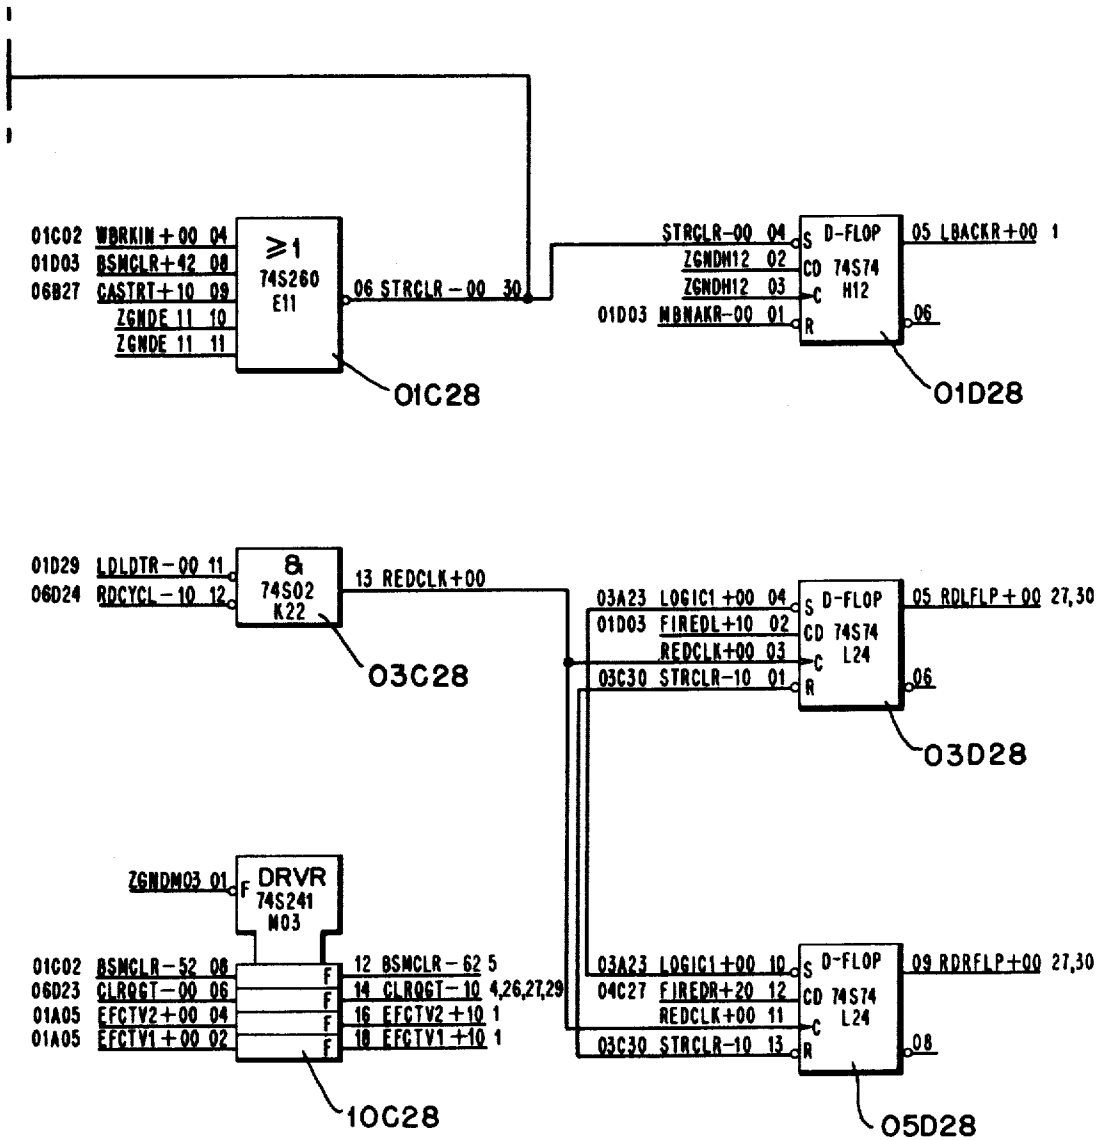 01C02 WBRKIN+00 04
01D03 BSMCLR+42 08
06B27 CASTRT+10 09
ZGNDE 11 10
ZGNDE 11 11
≥1
74S260
E11
06 STRCLR-00 30
01C28
STRCLR-00 04
ZGNDH12 02
ZGNDH12 03
01D03 MBNAKR-00 01
S D-FLOP
CD 74S74
C H12
R
05 LBACKR+00 1
06
01D28
01D29 LDLDTR-00 11
06D24 RDCYCL-10 12
&
74S02
K22
13 REDCLK+00
03C28
03A23 LOGIC1+00 04
01D03 FIREDL+10 02
REDCLK+00 03
03C30 STRCLR-10 01
S D-FLOP
CD 74S74
C L24
R
05 RDLFLP+00 27,30
06
03D28
ZGNDM03 01
F DRVR
74S241
M03
01C02 BSMCLR-52 08
06D23 CLRQGT-00 06
01A05 EFCTV2+00 04
01A05 EFCTV1+00 02
F
F
F
F
12 BSMCLR-62 5
14 CLRQGT-10 4,26,27,29
16 EFCTV2+10 1
18 EFCTV1+10 1
10C28
03A23 LOGIC1+00 10
04C27 FIREDR+20 12
REDCLK+00 11
03C30 STRCLR-10 13
S D-FLOP
CD 74S74
C L24
R
09 RDRFLP+00 27,30
08
05D28